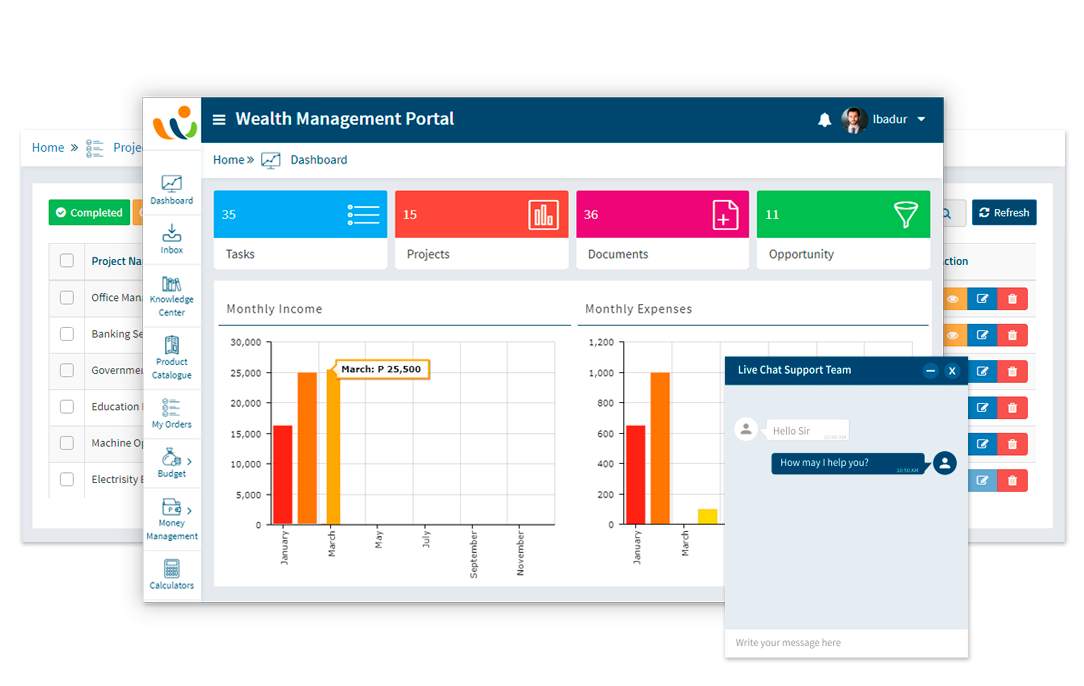 Wealth Management Portal
Ibadur
Home » Dashboard
Dashboard
Inbox
Knowledge
Center
Product
Catalogue
My Orders
Budget
Money
Management
Calculators
35
Tasks
15
Projects
36
Documents
11
Opportunity
Monthly Income
30,000
25,000
20,000
15,000
10,000
5,000
0
March: P 25,500
January
March
May
July
September
November
Monthly Expenses
1,200
1,000
800
600
400
200
0
January
March
Live Chat Support Team
X
Hello Sir
10:50 AM
How may I help you?
10:50 AM
Write your message here
Home »
Completed
Project Na
Office Man
Banking Se
Governmen
Education
Machine Op
Electrisity
Refresh
ction